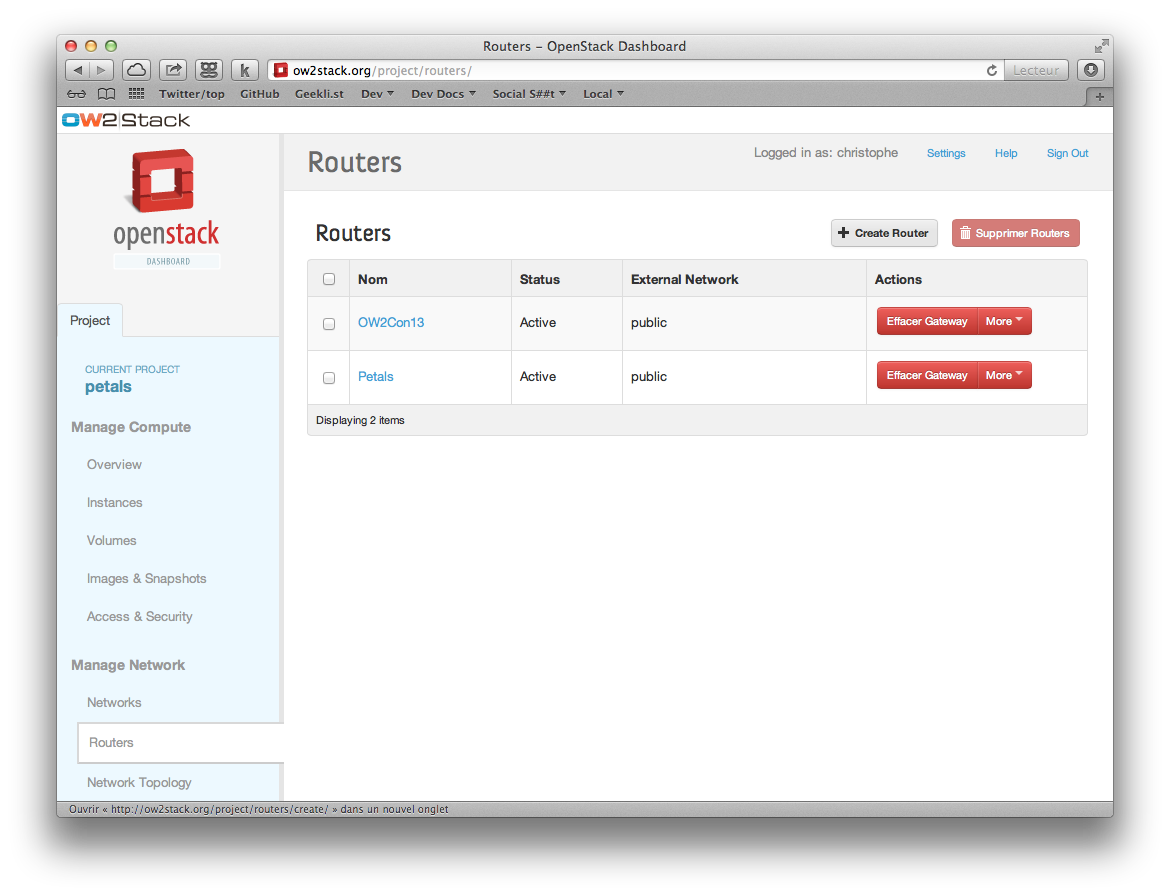 Routers – OpenStack Dashboard
ow2stack.org/project/routers/
Lecteur
Twitter/top GitHub Geekli.st Dev Dev Docs Social S##t Local
OW2Stack
Routers
Logged in as: christophe Settings Help Sign Out
openstack
DASHBOARD
Project
CURRENT PROJECT
petals
Manage Compute
Overview
Instances
Volumes
Images & Snapshots
Access & Security
Manage Network
Networks
Routers
Network Topology
Routers
Create Router Supprimer Routers
Nom Status External Network Actions
OW2Con13 Active public Effacer Gateway More
Petals Active public Effacer Gateway More
Displaying 2 items
Ouvrir « http://ow2stack.org/project/routers/create/ » dans un nouvel onglet